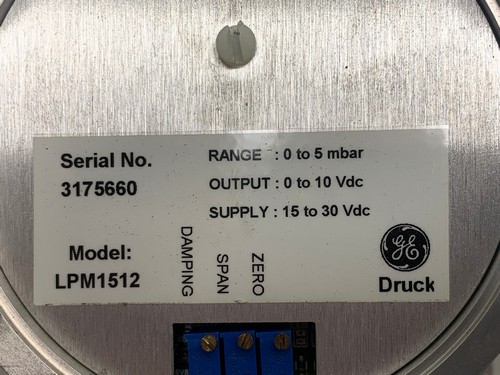 Serial No.
3175660
RANGE : 0 to 5 mbar
OUTPUT : 0 to 10 Vdc
SUPPLY : 15 to 30 Vdc
Model:
LPM1512
DAMPING
SPAN
ZERO
GE
Druck